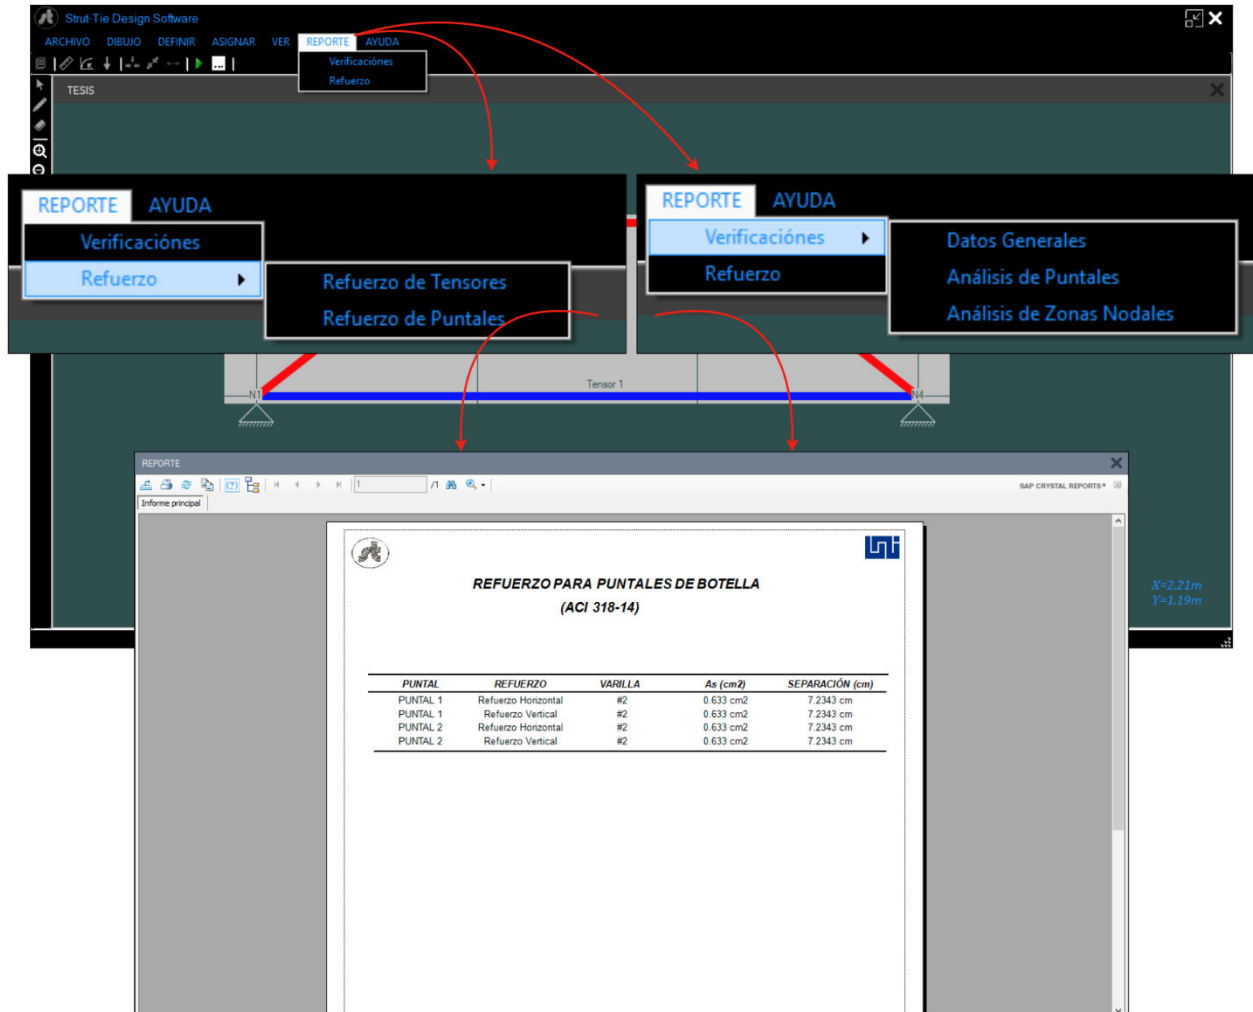 Strut-Tie Design Software
ARCHIVO DIBUJO DEFINIR ASIGNAR VER REPORTE AYUDA
Verificaciónes
Refuerzo
TESIS
REPORTE AYUDA
Verificaciónes
Refuerzo
Refuerzo de Tensores
Refuerzo de Puntales
REPORTE AYUDA
Verificaciónes
Refuerzo
Datos Generales
Análisis de Puntales
Análisis de Zonas Nodales
Tensor 1
N1
N4
X=2.21m
Y=1.19m
REPORTE
1 /1
SAP CRYSTAL REPORTS®
Informe principal
REFUERZO PARA PUNTALES DE BOTELLA
(ACI 318-14)
PUNTAL REFUERZO VARILLA As (cm2) SEPARACIÓN (cm)
PUNTAL 1 Refuerzo Horizontal #2 0.633 cm2 7.2343 cm
PUNTAL 1 Refuerzo Vertical #2 0.633 cm2 7.2343 cm
PUNTAL 2 Refuerzo Horizontal #2 0.633 cm2 7.2343 cm
PUNTAL 2 Refuerzo Vertical #2 0.633 cm2 7.2343 cm